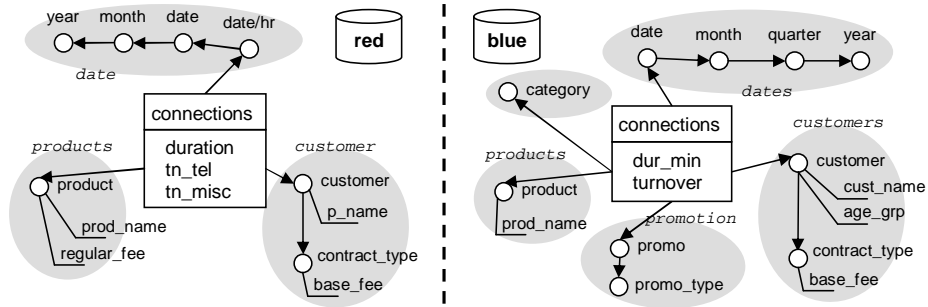 year month date date/hr
date
red
connections
duration
tn_tel
tn_misc
products
product
prod_name
regular_fee
customer
customer
p_name
contract_type
base_fee
blue
date month quarter year
dates
category
connections
dur_min
turnover
products
product
prod_name
promotion
promo
promo_type
customers
customer
cust_name
age_grp
contract_type
base_fee